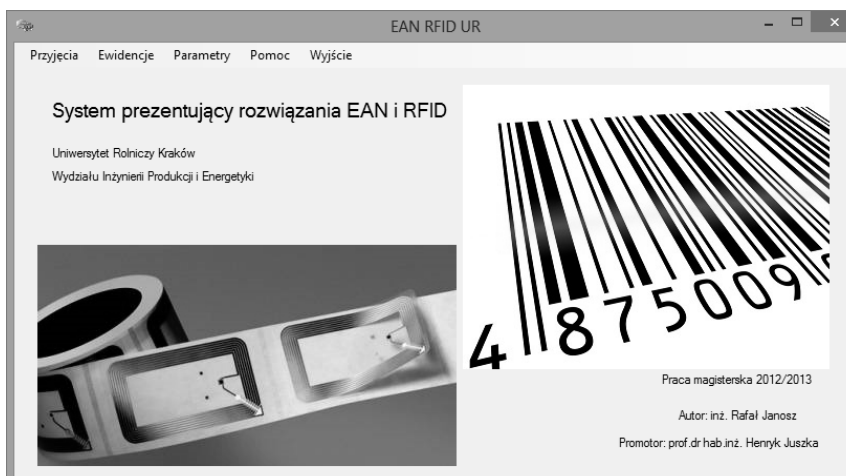 EAN RFID UR
Przyjęcia Ewidencje Parametry Pomoc Wyjście
System prezentujący rozwiązania EAN i RFID
Uniwersytet Rolniczy Kraków
Wydziału Inżynierii Produkcji i Energetyki
4 875009
Praca magisterska 2012/2013
Autor: inż. Rafał Janosz
Promotor: prof.dr hab.inż. Henryk Juszka